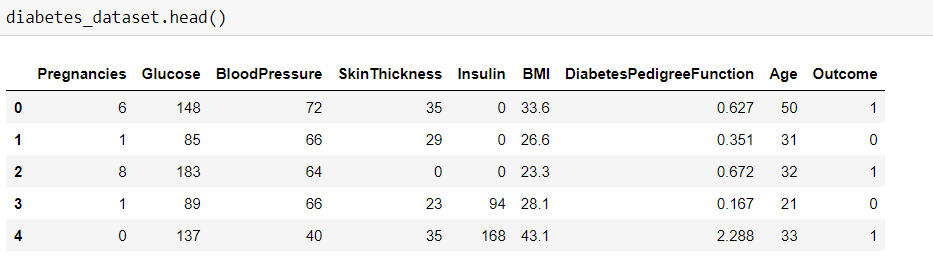 diabetes_dataset.head()
Pregnancies Glucose BloodPressure SkinThickness Insulin BMI DiabetesPedigreeFunction Age Outcome
0 6 148 72 35 0 33.6 0.627 50 1
1 1 85 66 29 0 26.6 0.351 31 0
2 8 183 64 0 0 23.3 0.672 32 1
3 1 89 66 23 94 28.1 0.167 21 0
4 0 137 40 35 168 43.1 2.288 33 1